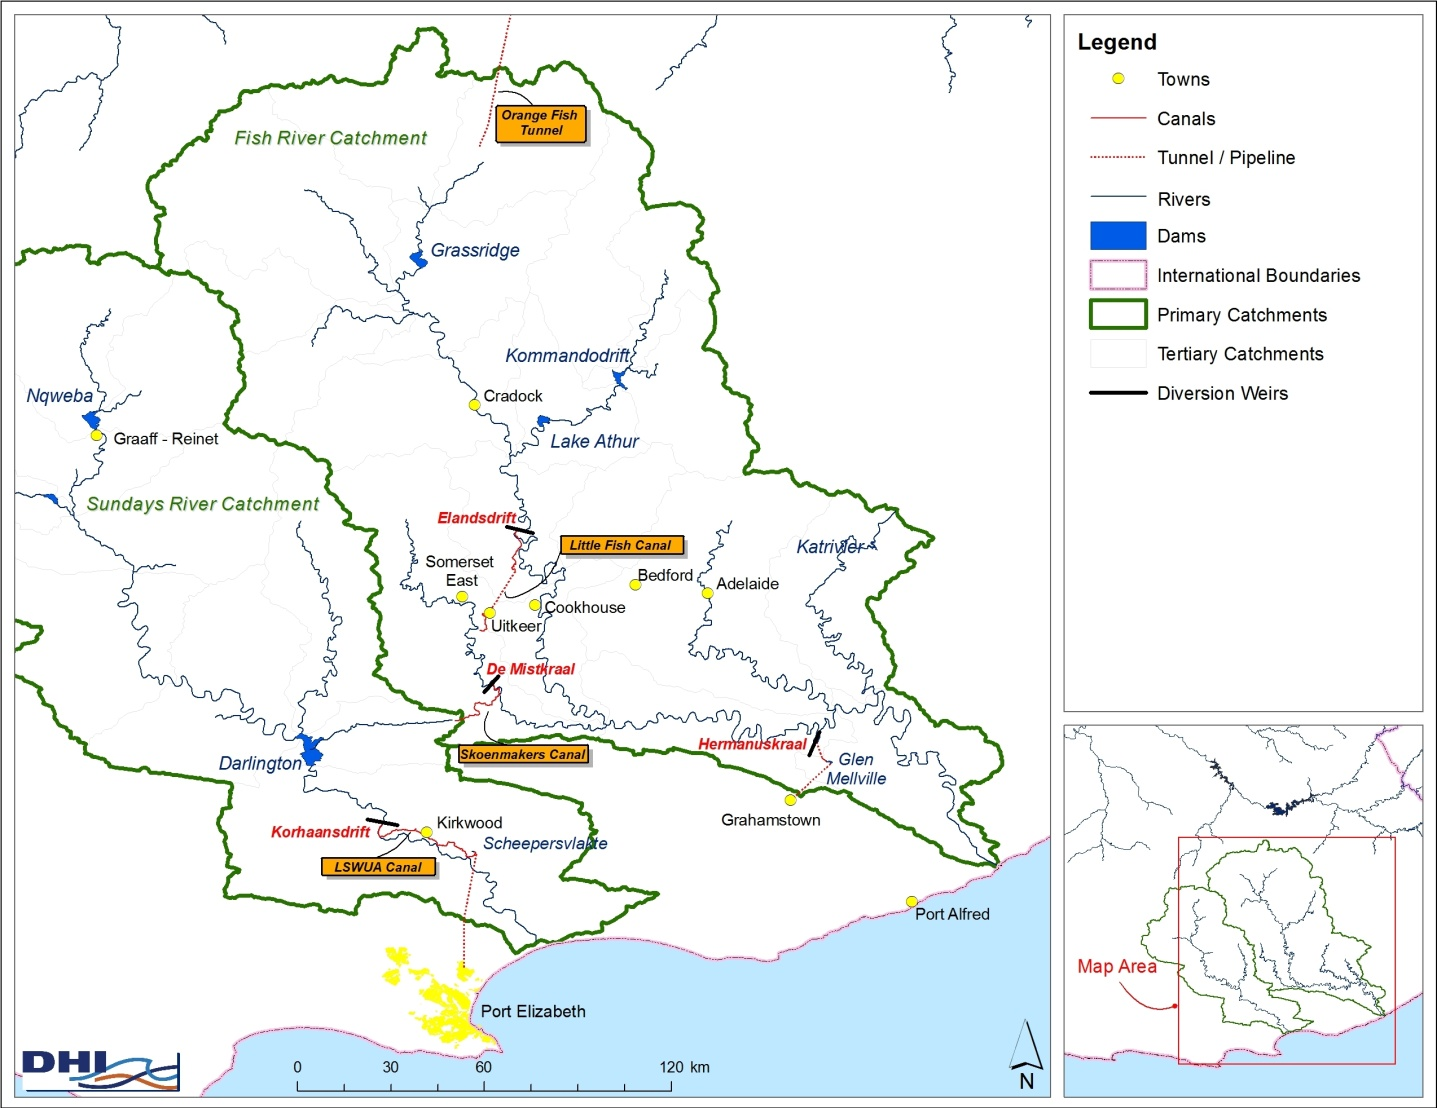 Orange Fish
Tunnel
Fish River Catchment
Grassridge
Kommandodrift
Nqweba
Cradock
Graaff - Reinet
Lake Athur
Sundays River Catchment
Elandsdrift
Little Fish Canal
Katrivier
Somerset
East
Bedford
Adelaide
Cookhouse
Uitkeer
De Mistkraal
Hermanuskraal
Skoenmakers Canal
Darlington
Glen
Mellville
Grahamstown
Korhaansdrift
Kirkwood
Scheepersvlakte
LSWUA Canal
Port Alfred
Port Elizabeth
DHI
0 30 60 120 km
N
Legend
Towns
Canals
Tunnel / Pipeline
Rivers
Dams
International Boundaries
Primary Catchments
Tertiary Catchments
Diversion Weirs
Map Area